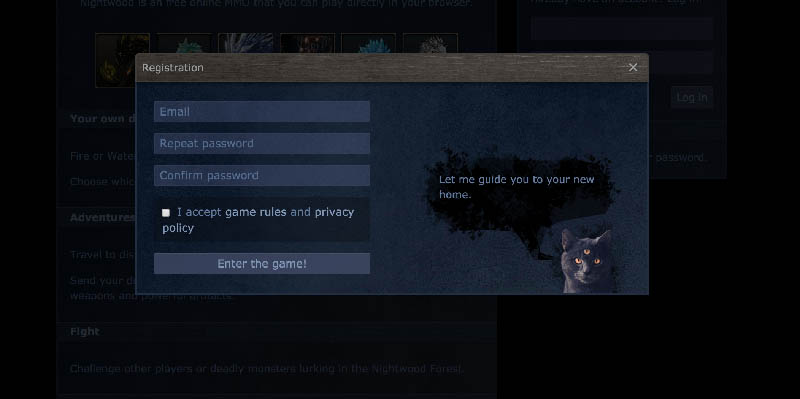 Nightwood is an free online MMO that you can play directly in your browser.
Log in
Registration
Email
Repeat password
Confirm password
I accept game rules and privacy
policy
Enter the game!
Let me guide you to your new
home.
Your own d
Fire or Water
Choose whic
r password.
Adventures
Travel to dis
Send your dr
weapons and powerful artifacts.
Fight
Challenge other players or deadly monsters lurking in the Nightwood Forest.